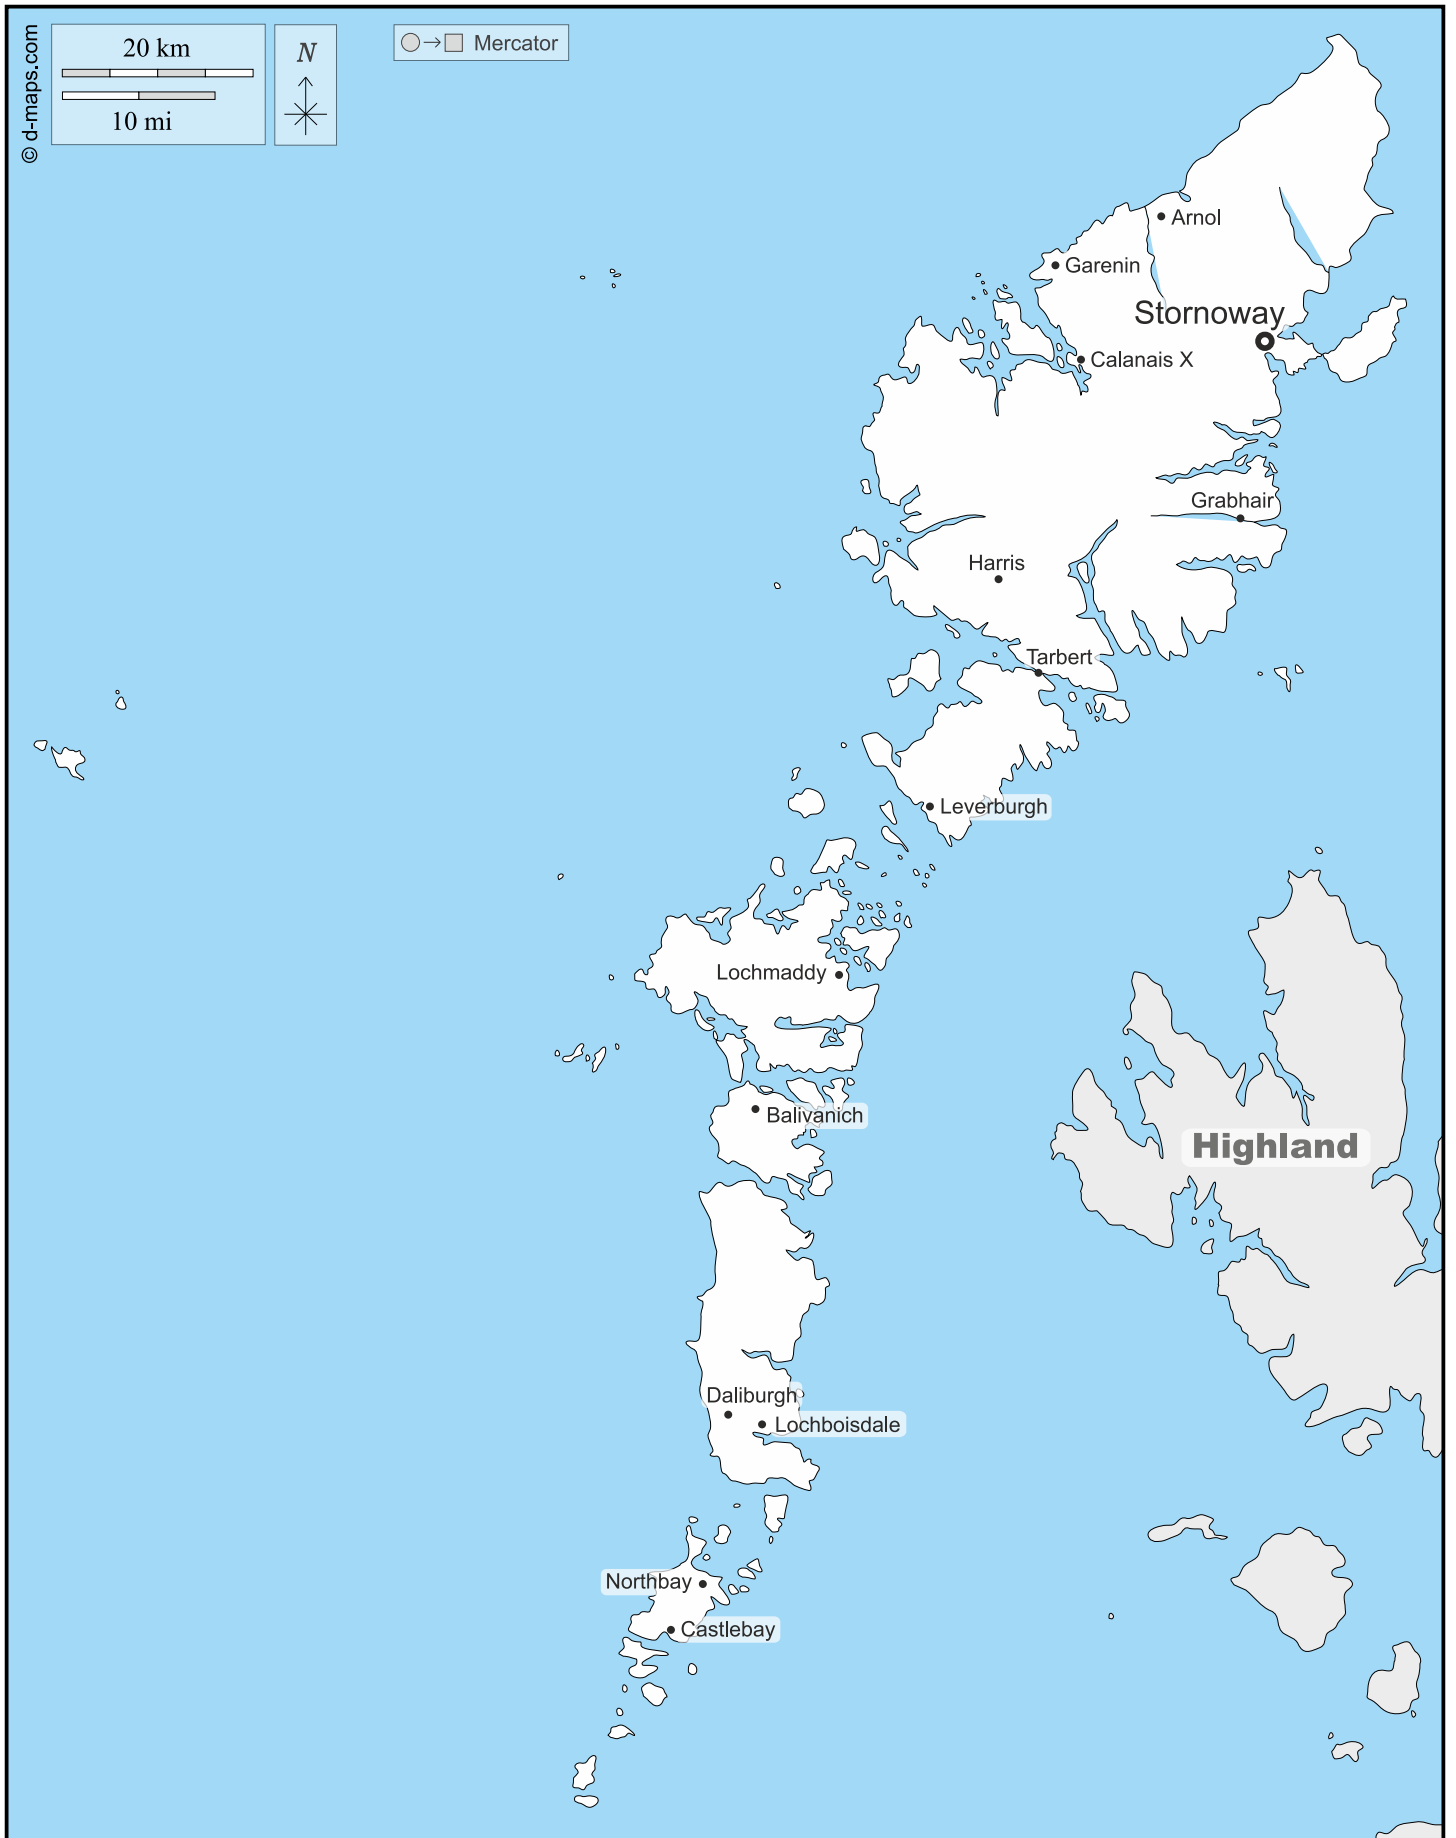 © d-maps.com
20 km
10 mi
N
Mercator
Arnol
Garenin
Stornoway
Calanais X
Grabhair
Harris
Tarbert
Leverburgh
Lochmaddy
Balivanich
Highland
Daliburgh
Lochboisdale
Northbay
Castlebay